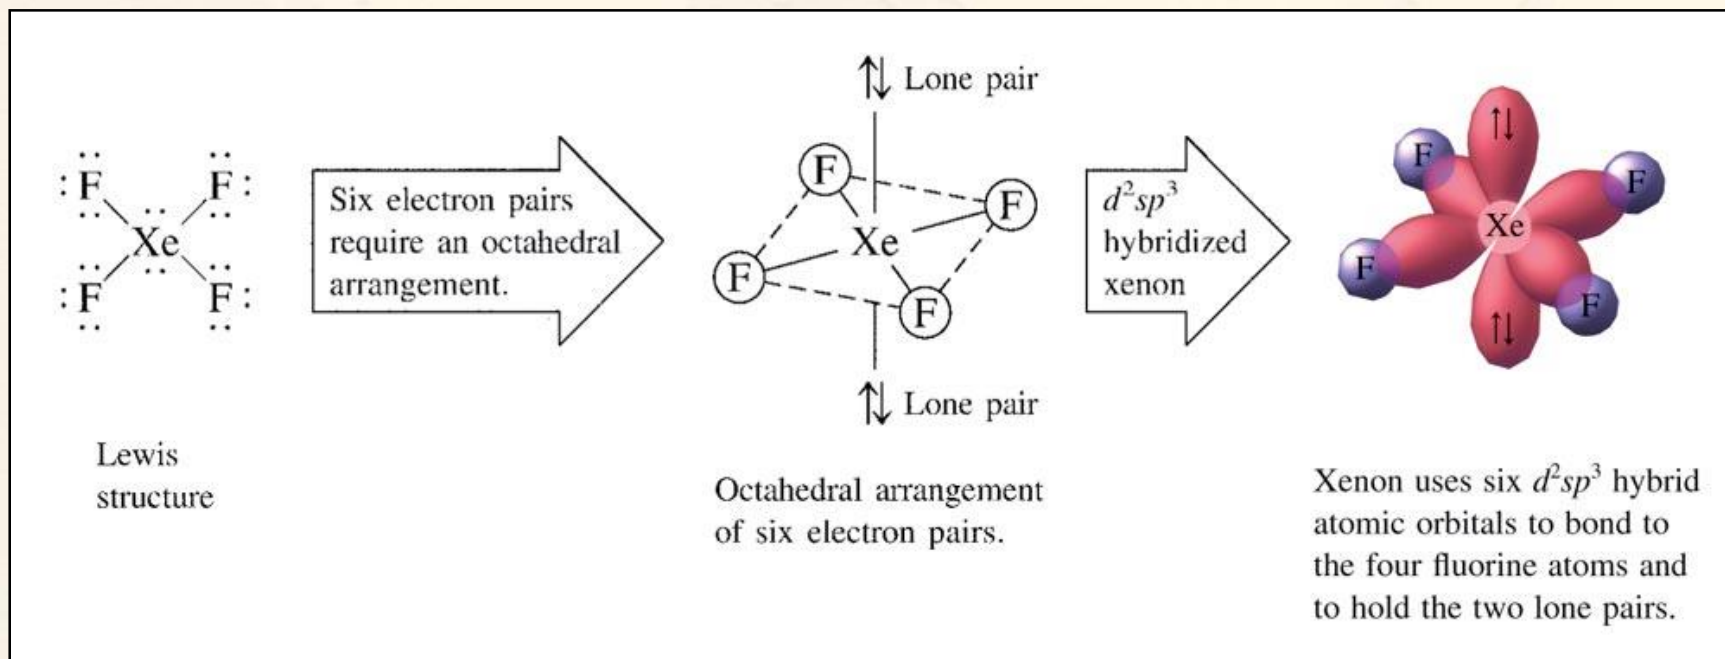 F F
Xe
F F
Lewis
structure
Six electron pairs
require an octahedral
arrangement.
Lone pair
F
F
Xe
F
F
Lone pair
Octahedral arrangement
of six electron pairs.
d²sp³
hybridized
xenon
F
F
Xe
F
F
Xenon uses six d²sp³ hybrid
atomic orbitals to bond to
the four fluorine atoms and
to hold the two lone pairs.